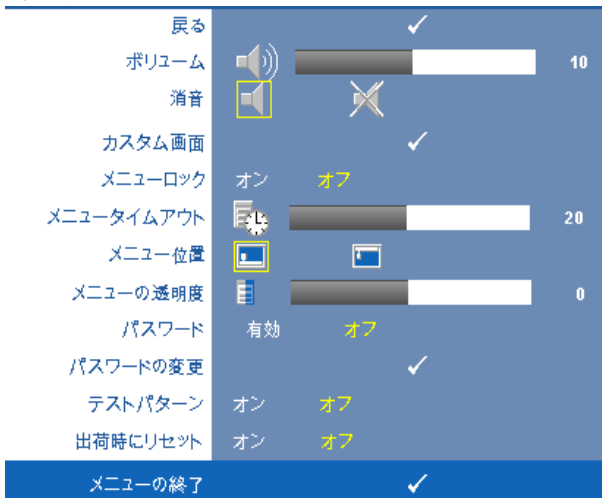 戻る
ボリューム 10
消音
カスタム画面
メニューロック オン オフ
メニュータイムアウト 20
メニュー位置
メニューの透明度 0
パスワード 有効 オフ
パスワードの変更
テストパターン オン オフ
出荷時にリセット オン オフ
メニューの終了